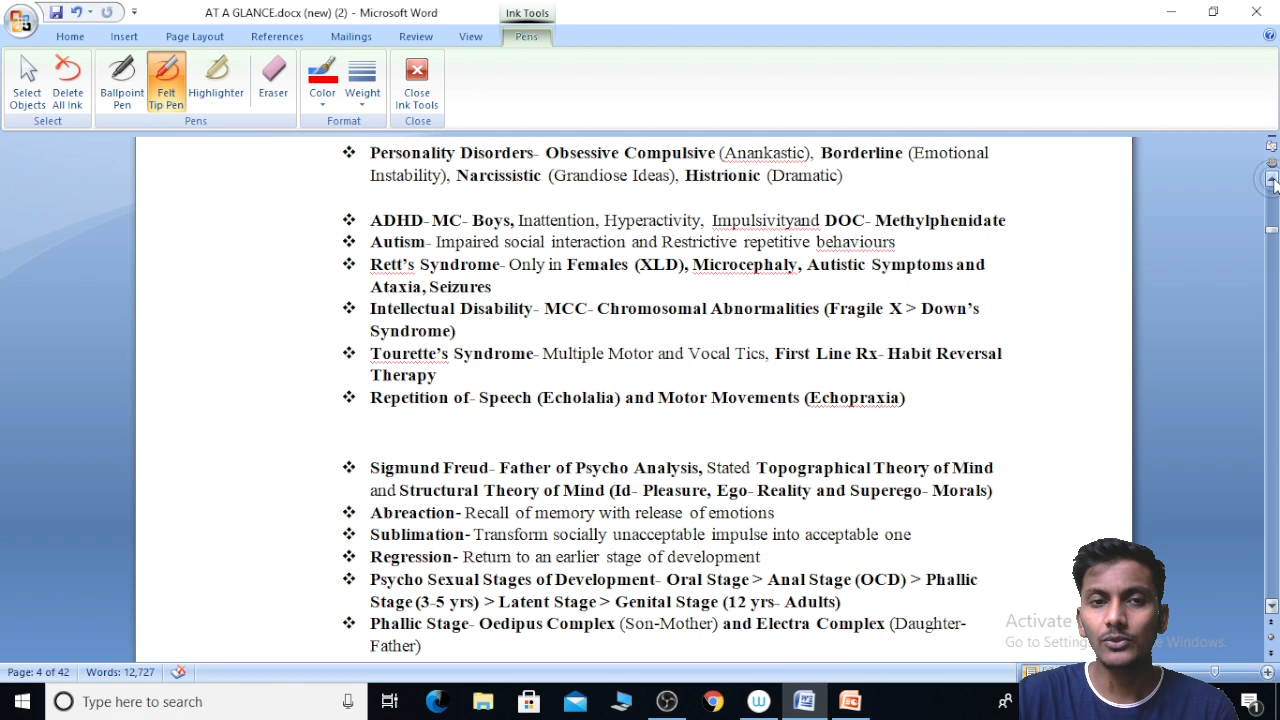 AT A GLANCE.docx (new) (2) - Microsoft Word
Ink Tools
Home Insert Page Layout References Mailings Review View Pens
Select Objects
Delete All Ink
Ballpoint Pen
Felt Tip Pen
Highlighter
Eraser
Color
Weight
Close Ink Tools
Select Pens Format Close
❖ Personality Disorders- Obsessive Compulsive (Anankastic), Borderline (Emotional
Instability), Narcissistic (Grandiose Ideas), Histrionic (Dramatic)
❖ ADHD- MC- Boys, Inattention, Hyperactivity, Impulsivityand DOC- Methylphenidate
❖ Autism- Impaired social interaction and Restrictive repetitive behaviours
❖ Rett's Syndrome- Only in Females (XLD), Microcephaly, Autistic Symptoms and
Ataxia, Seizures
❖ Intellectual Disability- MCC- Chromosomal Abnormalities (Fragile X > Down's
Syndrome)
❖ Tourette's Syndrome- Multiple Motor and Vocal Tics, First Line Rx- Habit Reversal
Therapy
❖ Repetition of- Speech (Echolalia) and Motor Movements (Echopraxia)
❖ Sigmund Freud- Father of Psycho Analysis, Stated Topographical Theory of Mind
and Structural Theory of Mind (Id- Pleasure, Ego- Reality and Superego- Morals)
❖ Abreaction- Recall of memory with release of emotions
❖ Sublimation- Transform socially unacceptable impulse into acceptable one
❖ Regression- Return to an earlier stage of development
❖ Psycho Sexual Stages of Development- Oral Stage > Anal Stage (OCD) > Phallic
Stage (3-5 yrs) > Latent Stage > Genital Stage (12 yrs- Adults)
❖ Phallic Stage- Oedipus Complex (Son-Mother) and Electra Complex (Daughter-
Father)
Activate
Go to Settings Windows.
Page: 4 of 42 Words: 12,727
Type here to search